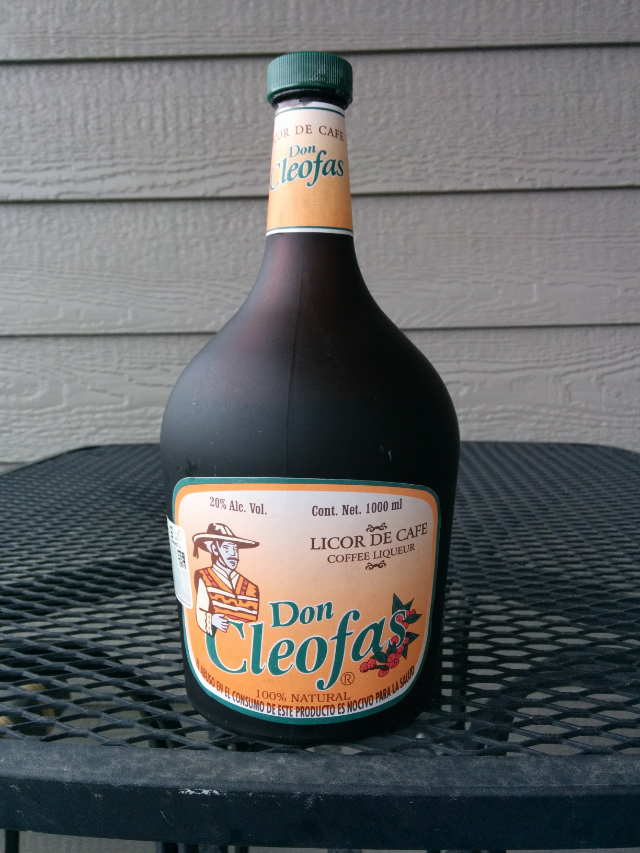 DE CAFE
Don
Cleofas
20% Alc. Vol.
Cont. Net. 1000 ml
LICOR DE CAFE
COFFEE LIQUEUR
Don
Cleofas
®
100% NATURAL
ABUSO EN EL CONSUMO DE ESTE PRODUCTO ES NOCIVO PARA LA SALUD